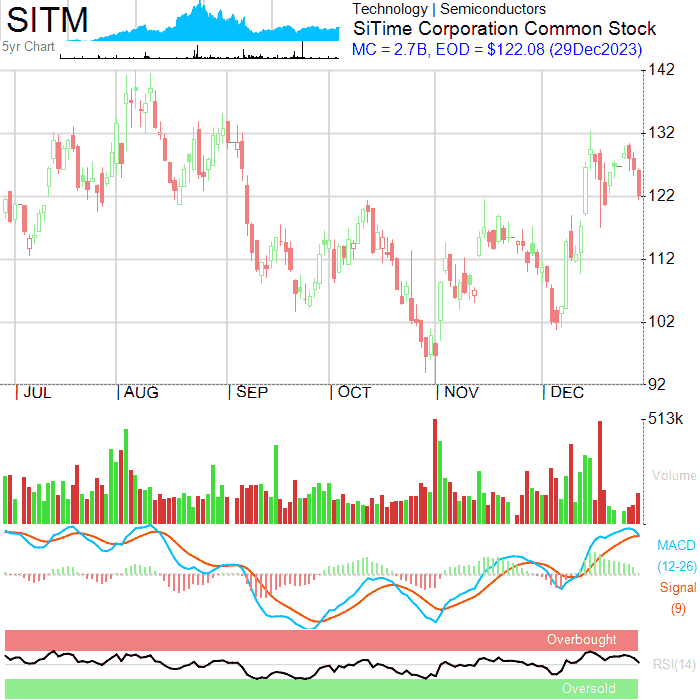 SITM
5yr Chart
Technology | Semiconductors
SiTime Corporation Common Stock
MC = 2.7B, EOD = $122.08 (29Dec2023)
142
132
122
112
102
92
JUL AUG SEP OCT NOV DEC
513k
Volume
MACD
(12-26)
Signal
(9)
Overbought
RSI(14)
Oversold